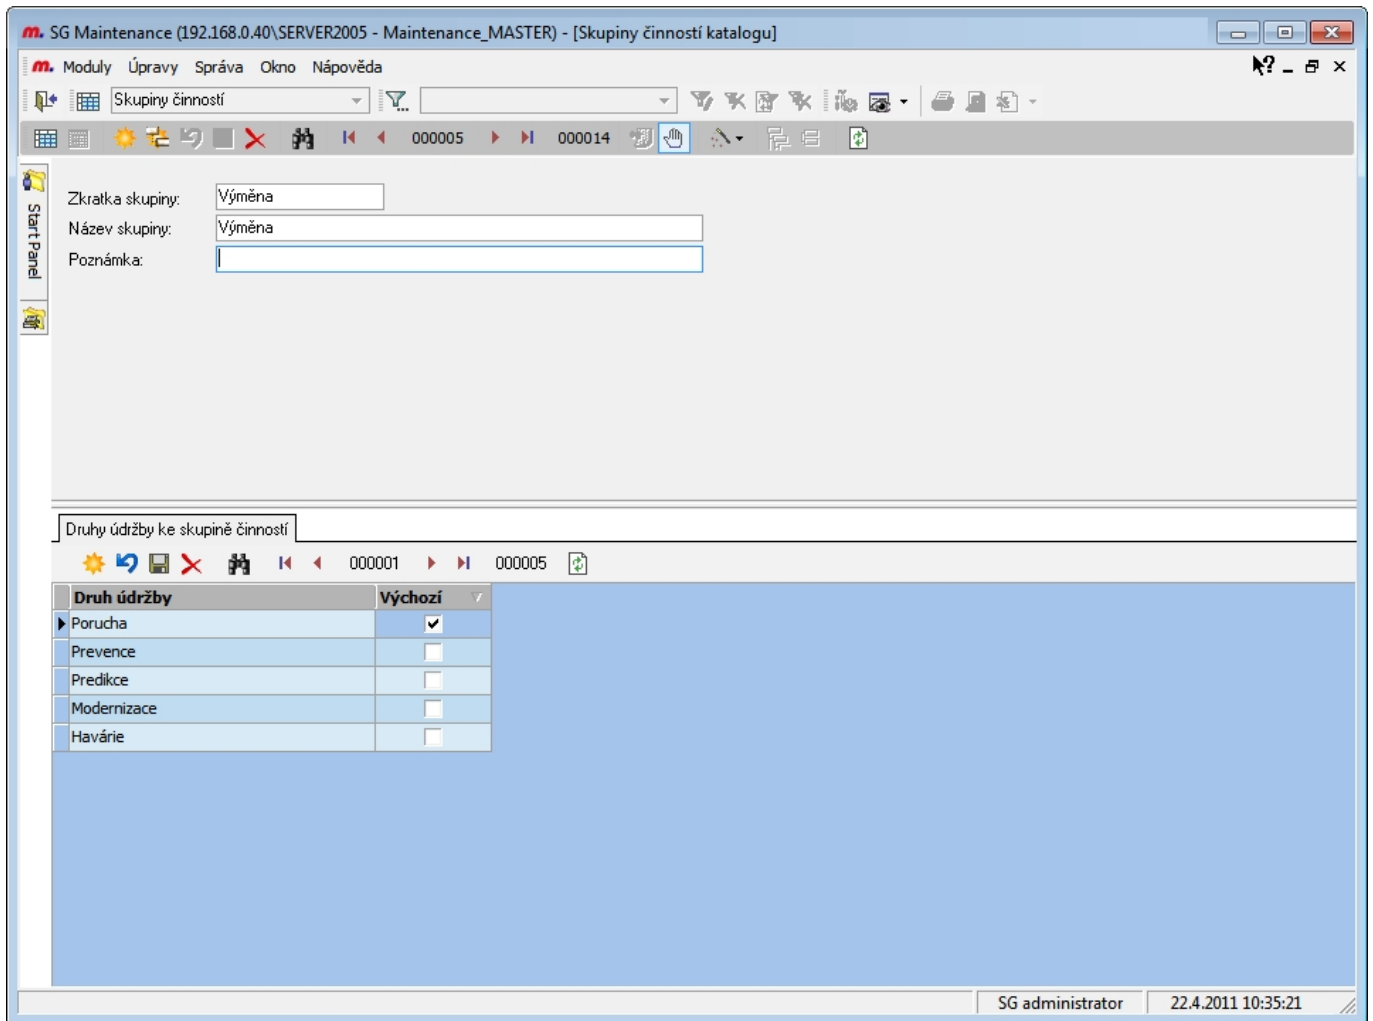 m. SG Maintenance (192.168.0.40\SERVER2005 - Maintenance_MASTER) - [Skupiny činností katalogu]
m. Moduly Úpravy Správa Okno Nápověda
Skupiny činností
000005 000014
Start Panel
Zkratka skupiny: Výměna
Název skupiny: Výměna
Poznámka:
Druhy údržby ke skupině činností
000001 000005
Druh údržby Výchozí
Porucha
Prevence
Predikce
Modernizace
Havárie
SG administrator 22.4.2011 10:35:21